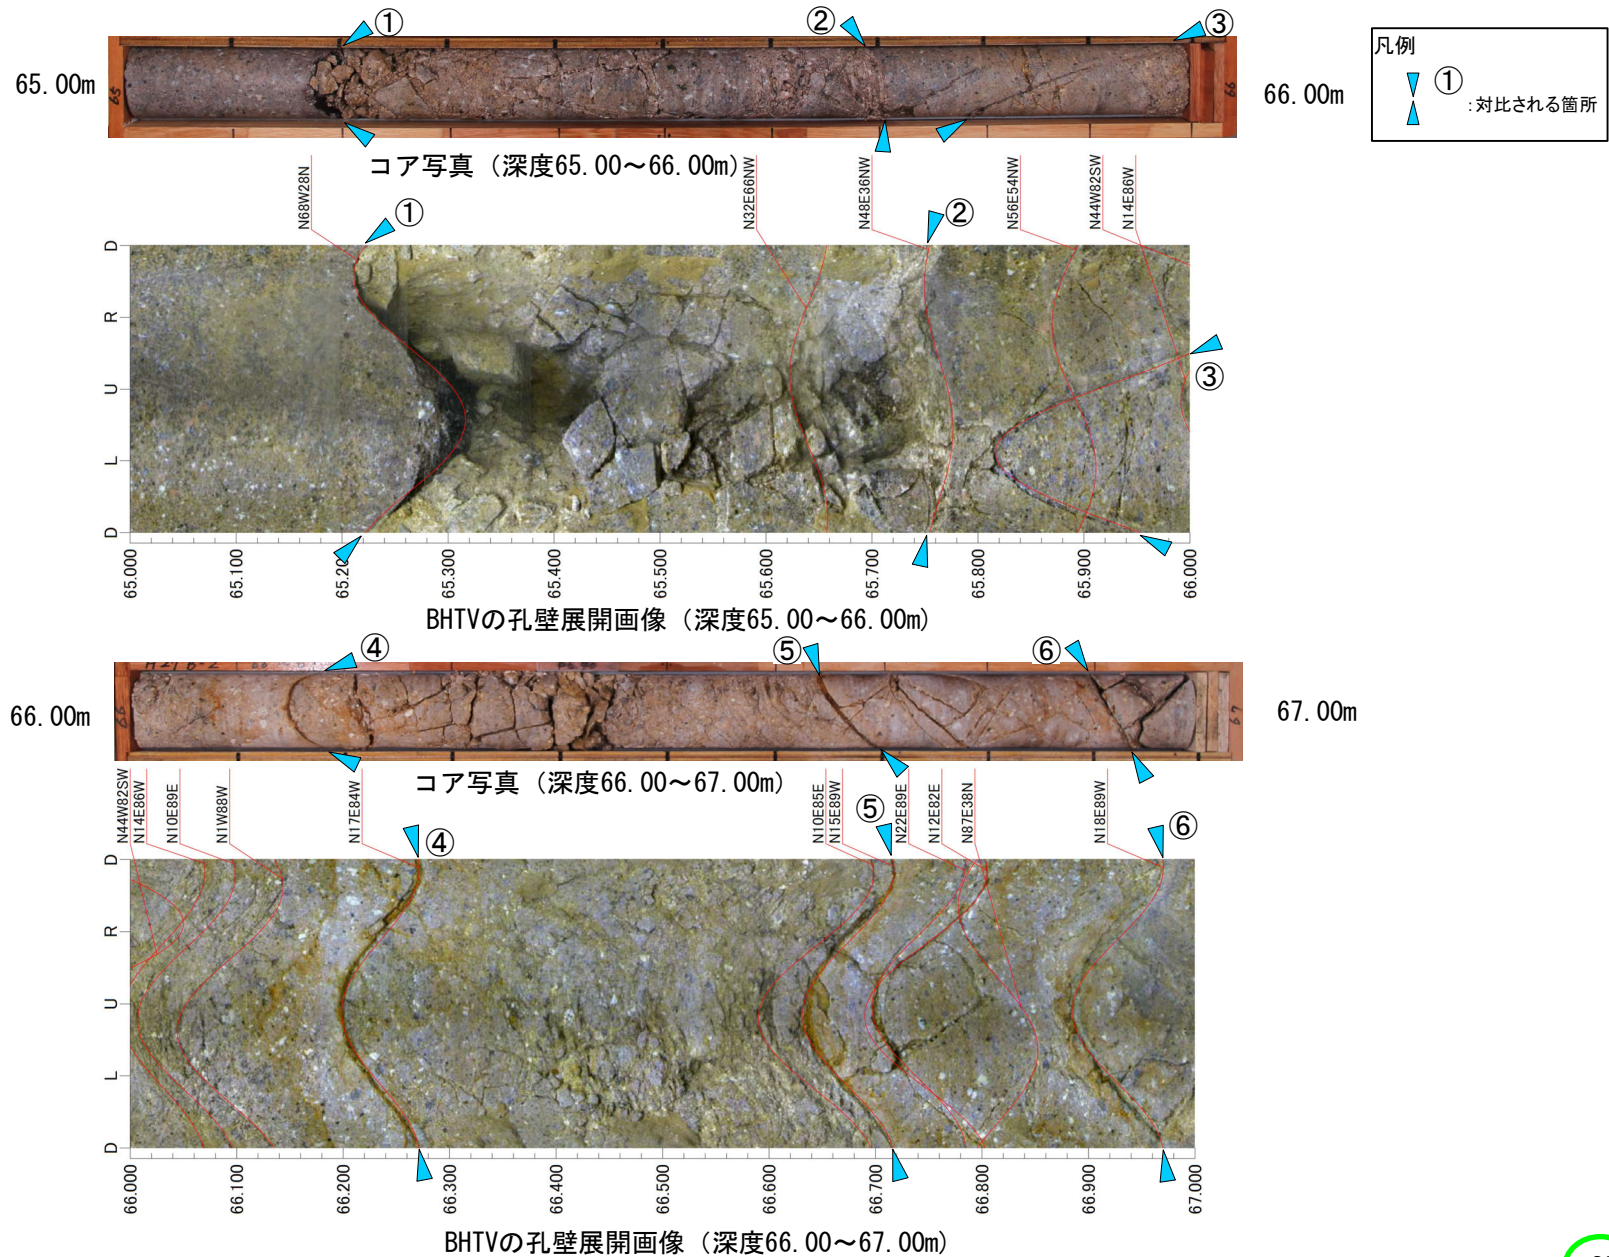 ① ② ③
凡例
①
:対比される箇所
65.00m
65
66
66.00m
コア写真（深度65.00～66.00m）
N68W28N
N32E66NW
N48E36NW
N56E54NW
N44W82SW
N14E86W
① ②
D
R
U
L
D
③
65.000 65.100 65.200 65.300 65.400 65.500 65.600 65.700 65.800 65.900 66.000
BHTVの孔壁展開画像（深度65.00～66.00m）
④ ⑤ ⑥
66.00m
66
67
67.00m
コア写真（深度66.00～67.00m）
N44W82SW
N14E86W
N10E89E
N1W88W
N17E84W
N10E85E
N15E89W
N22E89E
N12E82E
N87E38N
N18E89W
④ ⑤ ⑥
D
R
U
L
D
66.000 66.100 66.200 66.300 66.400 66.500 66.600 66.700 66.800 66.900 67.000
BHTVの孔壁展開画像（深度66.00～67.00m）